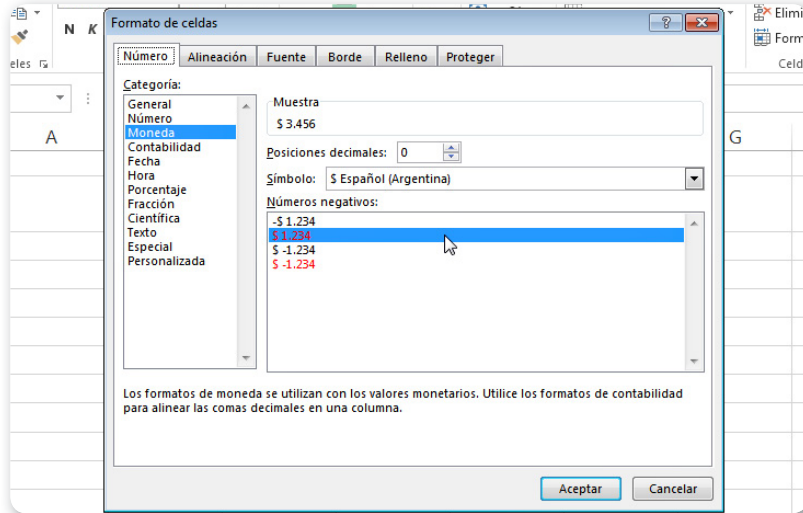 Formato de celdas
Elimi
N K
Form
eles
Celd
Número Alineación Fuente Borde Relleno Proteger
Categoría:
General
Número
Moneda
Contabilidad
Fecha
Hora
Porcentaje
Fracción
Científica
Texto
Especial
Personalizada
Muestra
$ 3.456
Posiciones decimales: 0
Símbolo: $ Español (Argentina)
Números negativos:
-$ 1.234
$ 1.234
$ -1.234
$ -1.234
A
G
Los formatos de moneda se utilizan con los valores monetarios. Utilice los formatos de contabilidad
para alinear las comas decimales en una columna.
Aceptar Cancelar